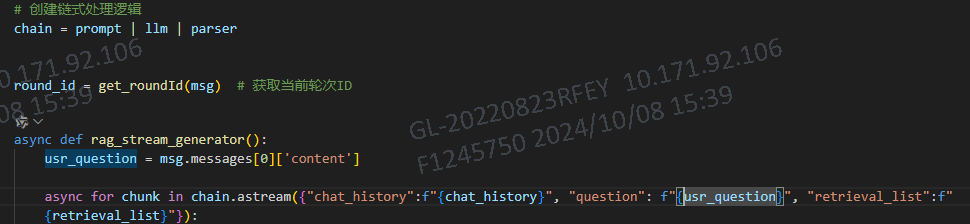 # 创建链式处理逻辑
chain = prompt | llm | parser
round_id = get_roundId(msg)  # 获取当前轮次ID
async def rag_stream_generator():
usr_question = msg.messages[0]['content']
async for chunk in chain.astream({"chat_history":f"{chat_history}", "question": f"{usr_question}", "retrieval_list":f"
{retrieval_list}"}):
10.171.92.106
08 15:39
GL-20220823RFEY 10.171.92.106
F1245750 2024/10/08 15:39